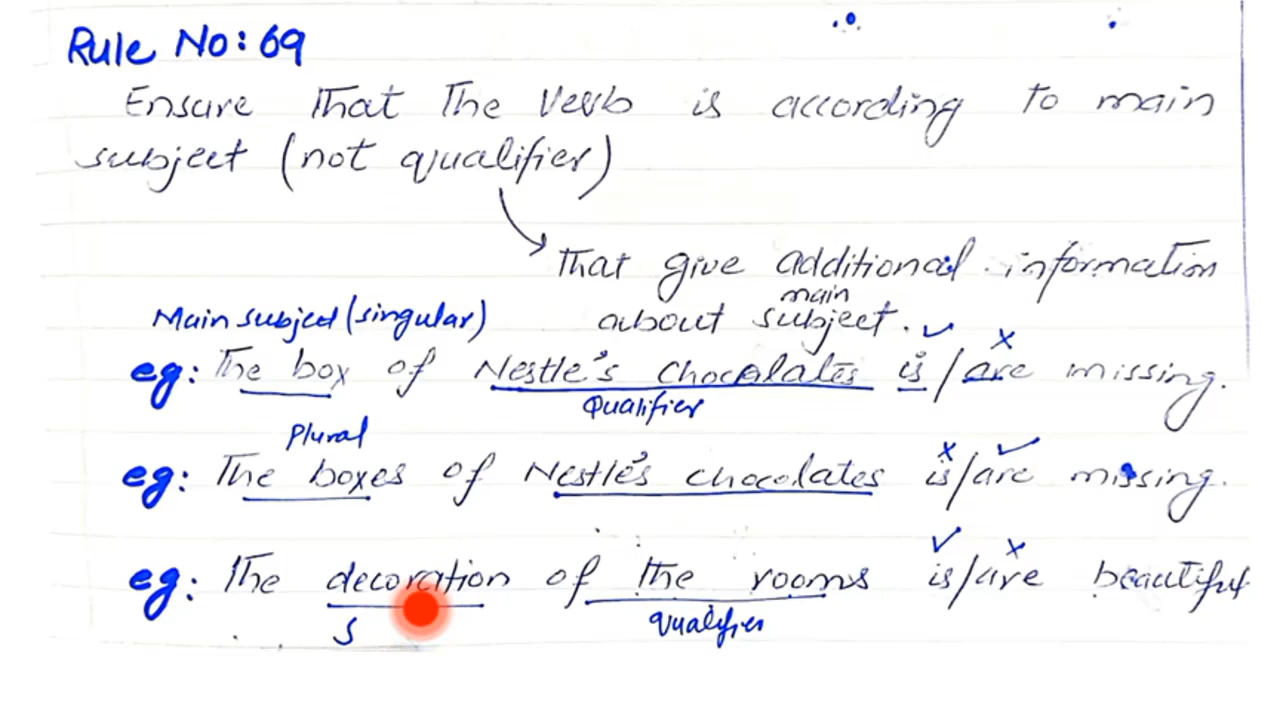 Rule No: 69
Ensure that the verb is according to main
subject (not qualifier)
that give additional information
main
about subject.
Main subject (singular)
✓ ×
eg: The box of Nestle's Chocolates is/are missing.
Qualifier
Plural
× ✓
eg: The boxes of Nestle's chocolates is/are missing.
✓ ×
eg: The decoration of the rooms is/are beautiful
S
qualifier